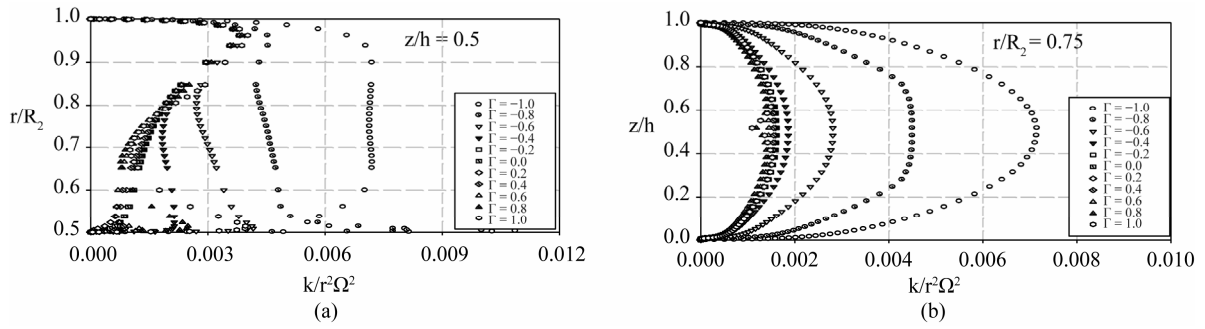 1.0
0.9
0.8
0.7
0.6
0.5
r/R2
z/h = 0.5
Γ = −1.0
Γ = −0.8
Γ = −0.6
Γ = −0.4
Γ = −0.2
Γ = 0.0
Γ = 0.2
Γ = 0.4
Γ = 0.6
Γ = 0.8
Γ = 1.0
0.000 0.003 0.006 0.009 0.012
k/r²Ω²
(a)
1.0
0.8
0.6
0.4
0.2
0.0
z/h
r/R2 = 0.75
Γ = −1.0
Γ = −0.8
Γ = −0.6
Γ = −0.4
Γ = −0.2
Γ = 0.0
Γ = 0.2
Γ = 0.4
Γ = 0.6
Γ = 0.8
Γ = 1.0
0.000 0.002 0.004 0.006 0.008 0.010
k/r²Ω²
(b)